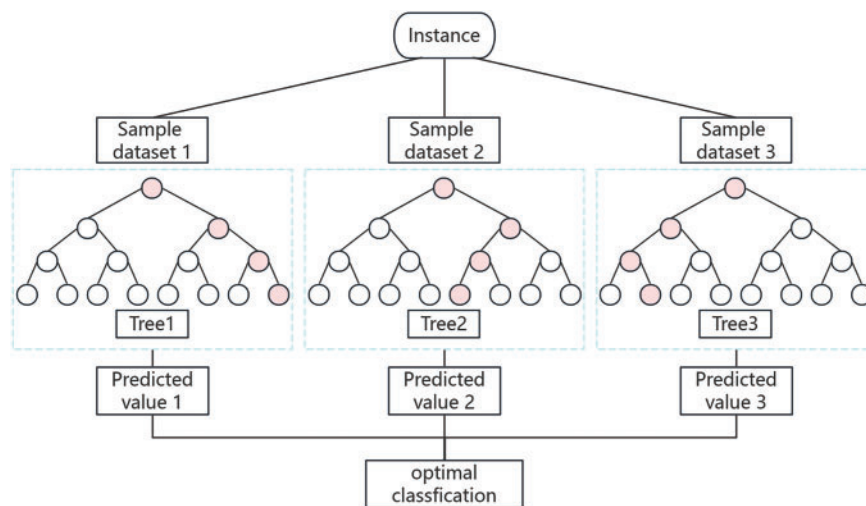 Instance
Sample
dataset 1
Sample
dataset 2
Sample
dataset 3
Tree1
Tree2
Tree3
Predicted
value 1
Predicted
value 2
Predicted
value 3
optimal
classfication